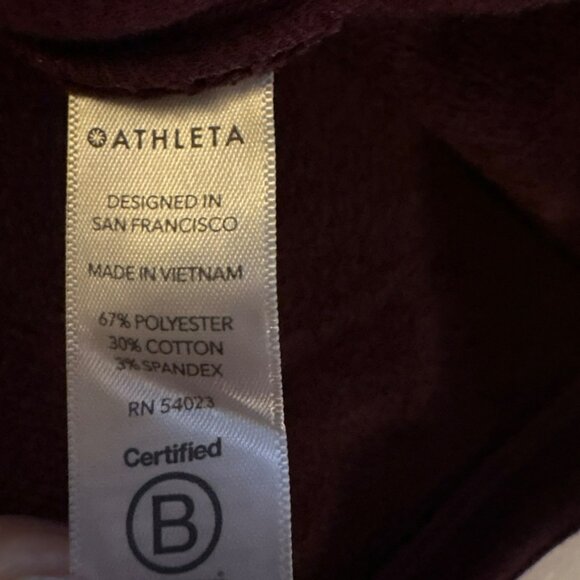 ATHLETA
DESIGNED IN
SAN FRANCISCO
MADE IN VIETNAM
67% POLYESTER
30% COTTON
3% SPANDEX
RN 54023
Certified
B